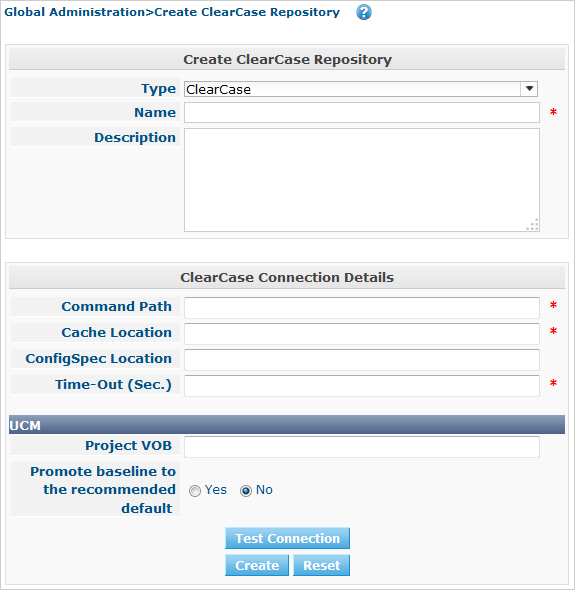 Global Administration>Create ClearCase Repository ?
Create ClearCase Repository
Type ClearCase
Name *
Description
ClearCase Connection Details
Command Path *
Cache Location *
ConfigSpec Location
Time-Out (Sec.) *
UCM
Project VOB
Promote baseline to
the recommended
default
Yes No
Test Connection
Create Reset